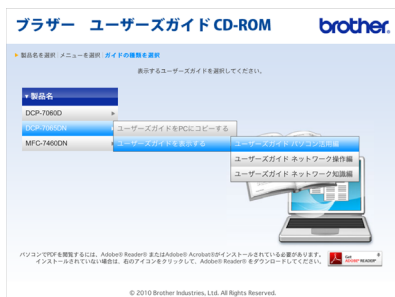 ブラザー ユーザーズガイド CD-ROM
brother.
製品名を選択 メニューを選択 ガイドの種類を選択
表示するユーザーズガイドを選択してください。
▼製品名
DCP-7060D
DCP-7065DN
ユーザーズガイドをPCにコピーする
MFC-7460DN
ユーザーズガイドを表示する
ユーザーズガイド パソコン活用編
ユーザーズガイド ネットワーク操作編
ユーザーズガイド ネットワーク知識編
パソコンでPDFを閲覧するには、Adobe® Reader® またはAdobe® Acrobat®がインストールされている必要があります。
インストールされていない場合は、右のアイコンをクリックして、Adobe® Reader® をダウンロードしてください。
Get
ADOBE® READER®
© 2010 Brother Industries, Ltd. All Rights Reserved.